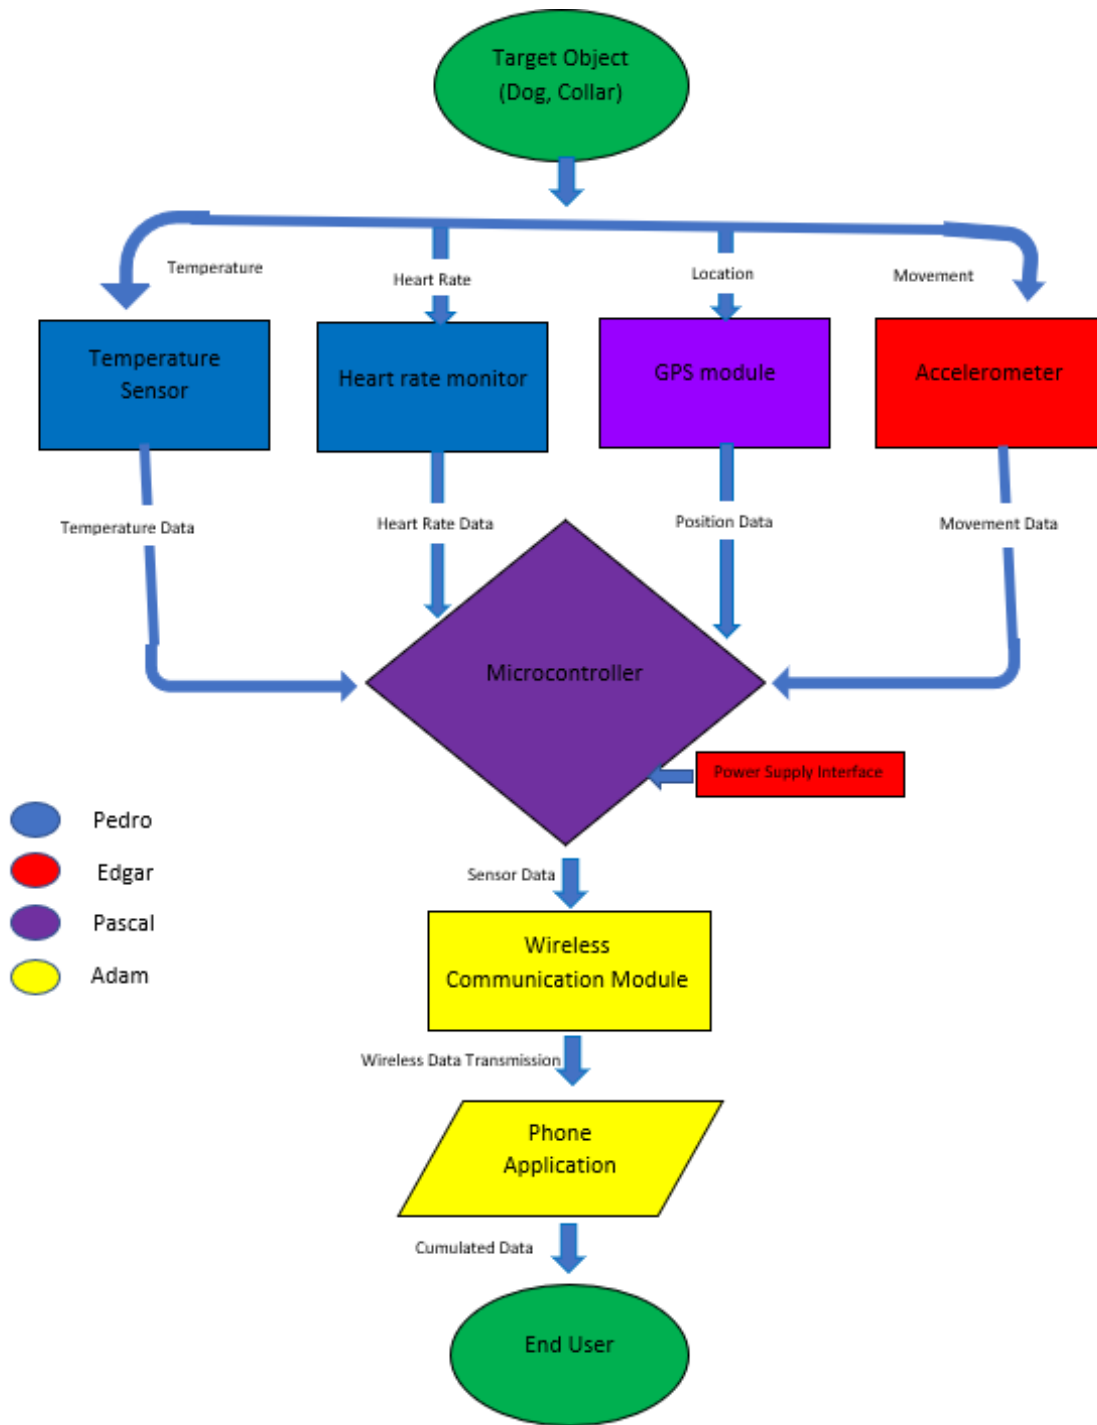 Target Object
(Dog, Collar)
Temperature
Heart Rate
Location
Movement
Temperature
Sensor
Heart rate monitor
GPS module
Accelerometer
Temperature Data
Heart Rate Data
Position Data
Movement Data
Microcontroller
Power Supply Interface
Pedro
Edgar
Pascal
Adam
Sensor Data
Wireless
Communication Module
Wireless Data Transmission
Phone
Application
Cumulated Data
End User